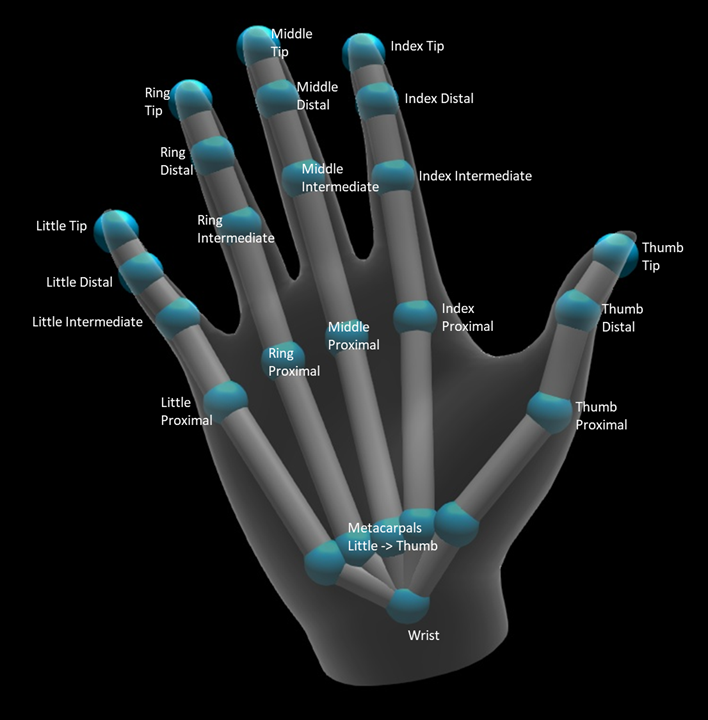 Middle
Tip
Index Tip
Ring
Tip
Middle
Distal
Index Distal
Ring
Distal
Middle
Intermediate
Index Intermediate
Little Tip
Ring
Intermediate
Thumb
Tip
Little Distal
Little Intermediate
Index
Proximal
Thumb
Distal
Middle
Proximal
Ring
Proximal
Little
Proximal
Thumb
Proximal
Metacarpals
Little -> Thumb
Wrist